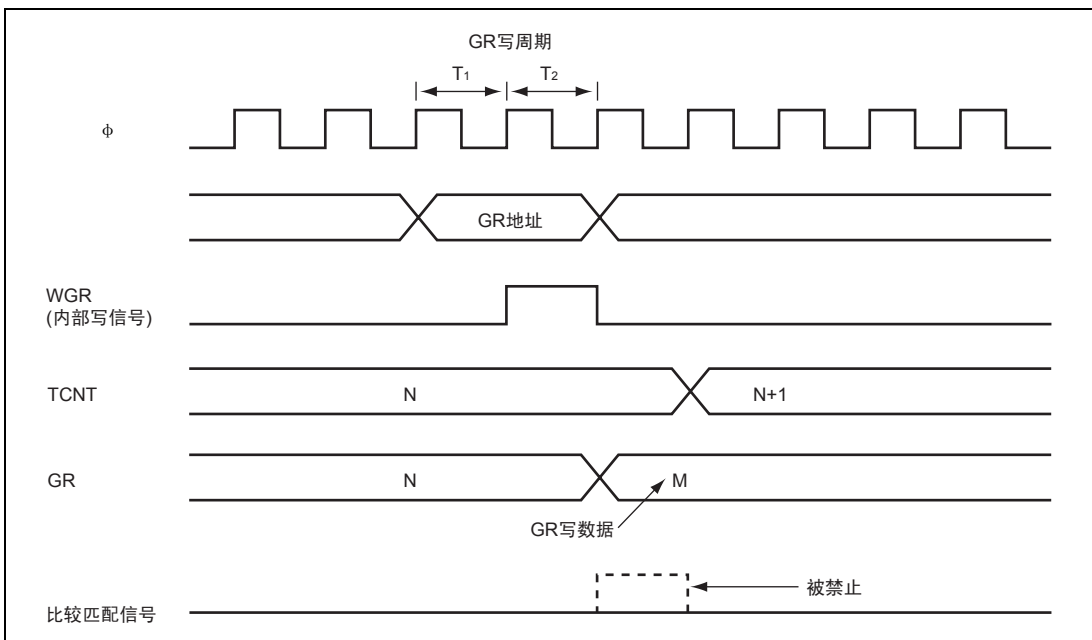 GR写周期
T1
T2
ϕ
GR地址
WGR
(内部写信号)
TCNT
N
N+1
GR
N
M
GR写数据
被禁止
比较匹配信号